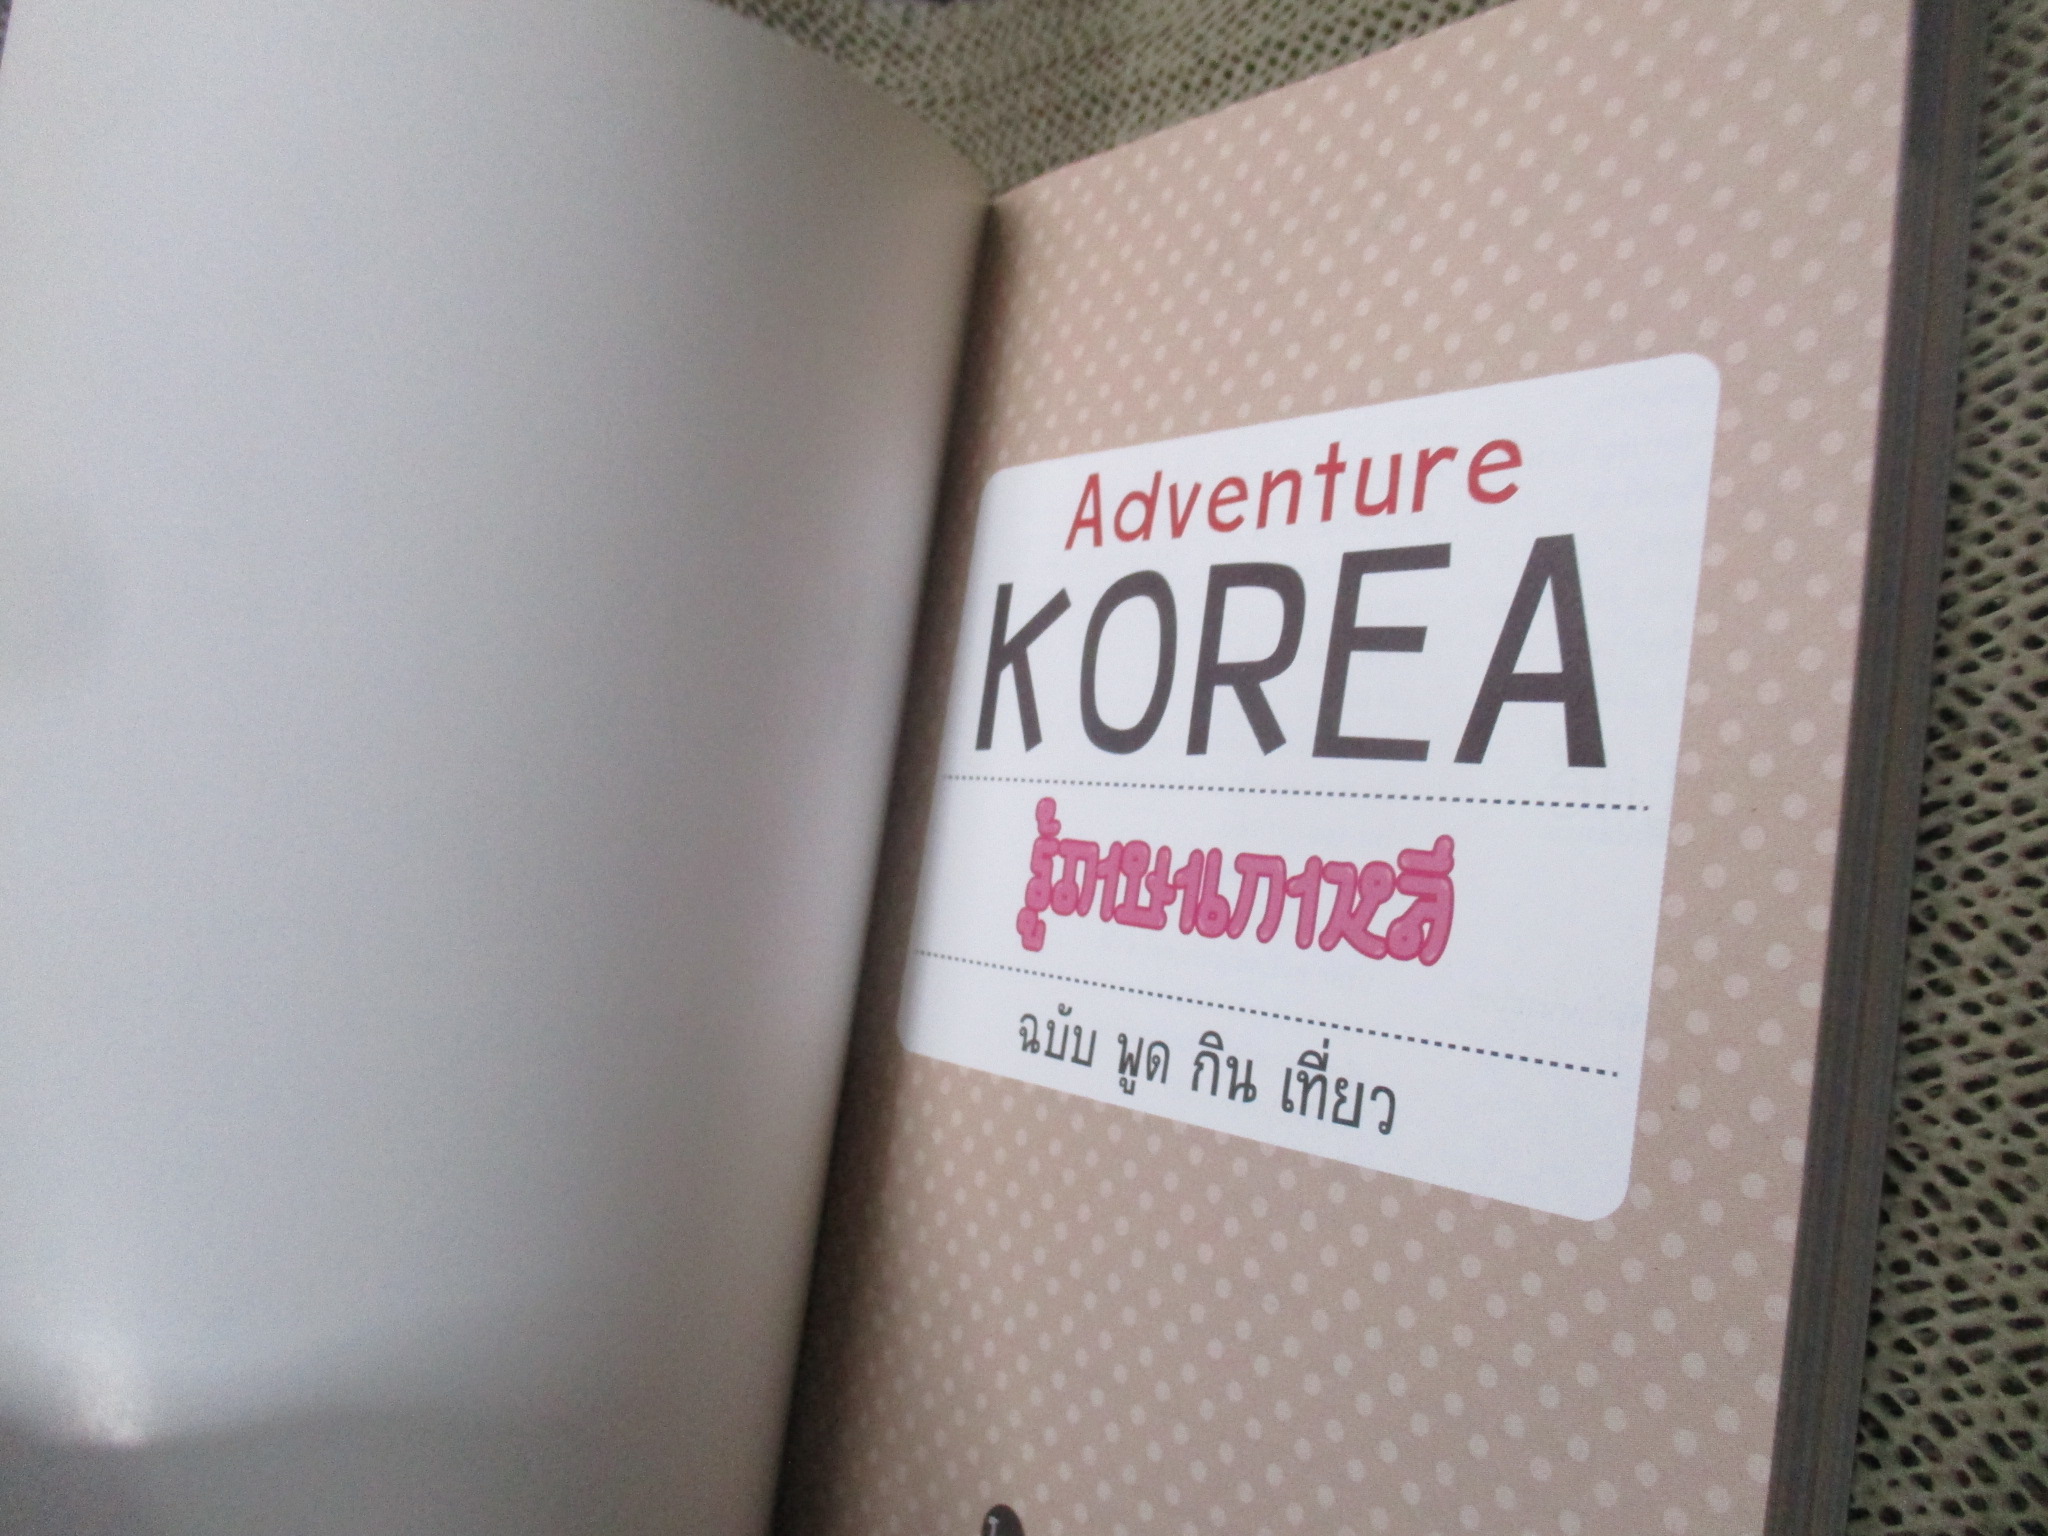 Adventure
KOREA
รู้ภาษาเกาหลี
ฉบับ พูด กิน เที่ยว